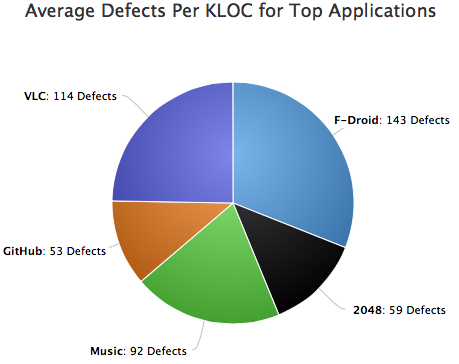 Average Defects Per KLOC for Top Applications
VLC: 114 Defects
F-Droid: 143 Defects
GitHub: 53 Defects
2048: 59 Defects
Music: 92 Defects